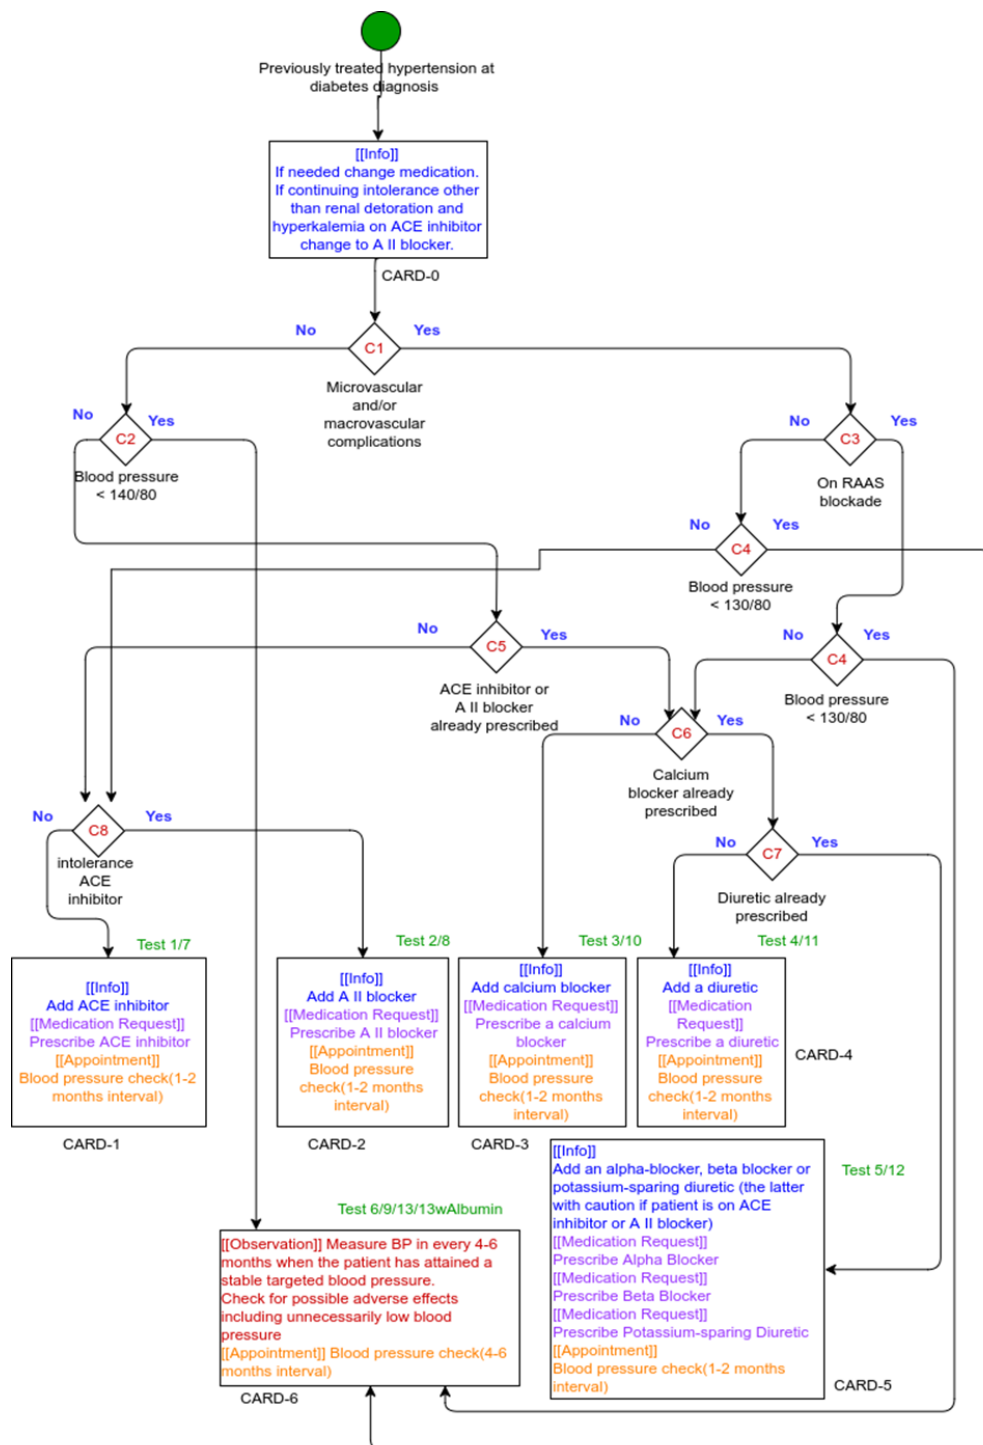 Previously treated hypertension at
diabetes diagnosis
[[Info]]
If needed change medication.
If continuing intolerance other
than renal detoration and
hyperkalemia on ACE inhibitor
change to A II blocker.
CARD-0
No
Yes
C1
Microvascular
and/or
macrovascular
complications
No
Yes
C2
Blood pressure
< 140/80
No
Yes
C3
On RAAS
blockade
No
Yes
C4
Blood pressure
< 130/80
No
Yes
C5
ACE inhibitor or
A II blocker
already prescribed
No
Yes
C4
Blood pressure
< 130/80
No
Yes
C6
Calcium
blocker already
prescribed
No
Yes
C8
intolerance
ACE
inhibitor
No
Yes
C7
Diuretic already
prescribed
Test 1/7
[[Info]]
Add ACE inhibitor
[[Medication Request]]
Prescribe ACE inhibitor
[[Appointment]]
Blood pressure check(1-2
months interval)
CARD-1
Test 2/8
[[Info]]
Add A II blocker
[[Medication Request]]
Prescribe A II blocker
[[Appointment]]
Blood pressure
check(1-2 months
interval)
CARD-2
Test 3/10
[[Info]]
Add calcium blocker
[[Medication Request]]
Prescribe a calcium
blocker
[[Appointment]]
Blood pressure
check(1-2 months
interval)
CARD-3
Test 4/11
[[Info]]
Add a diuretic
[[Medication
Request]]
Prescribe a diuretic
[[Appointment]]
Blood pressure
check(1-2 months
interval)
CARD-4
Test 5/12
[[Info]]
Add an alpha-blocker, beta blocker or
potassium-sparing diuretic (the latter
with caution if patient is on ACE
inhibitor or A II blocker)
[[Medication Request]]
Prescribe Alpha Blocker
[[Medication Request]]
Prescribe Beta Blocker
[[Medication Request]]
Prescribe Potassium-sparing Diuretic
[[Appointment]]
Blood pressure check(1-2 months
interval)
CARD-5
Test 6/9/13/13wAlbumin
[[Observation]] Measure BP in every 4-6
months when the patient has attained a
stable targeted blood pressure.
Check for possible adverse effects
including unnecessarily low blood
pressure
[[Appointment]] Blood pressure check(4-6
months interval)
CARD-6